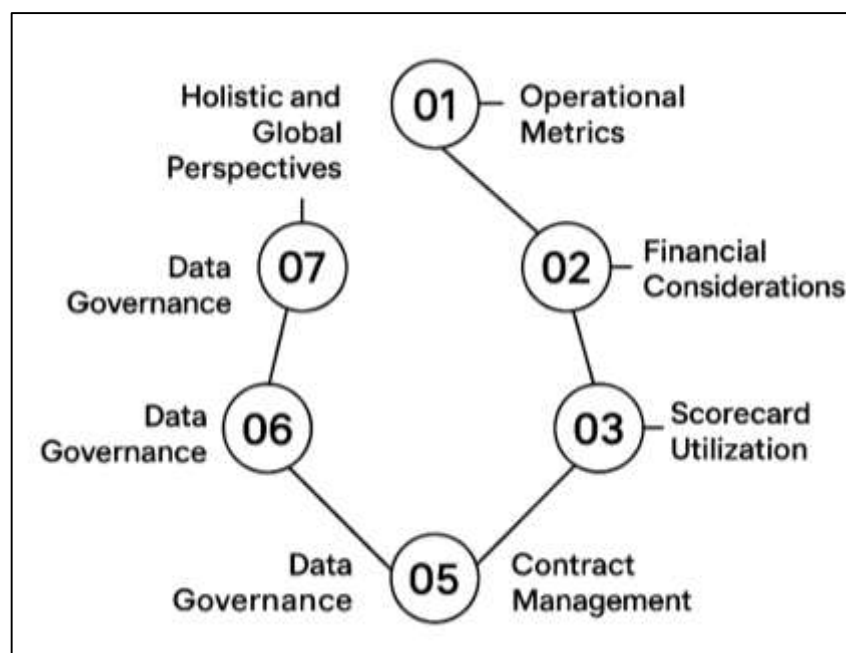 01
Operational
Metrics
02
Financial
Considerations
03
Scorecard
Utilization
Contract
Management
05
Data
Governance
06
Data
Governance
07
Data
Governance
Holistic and
Global
Perspectives